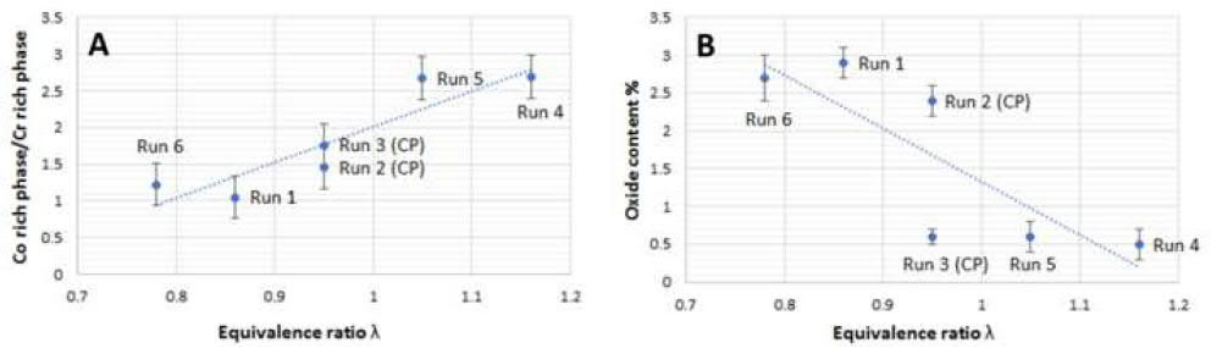 A
Co rich phase/Cr rich phase
3.5
3
2.5
2
1.5
1
0.5
0
Run 5
Run 4
Run 3 (CP)
Run 6
Run 2 (CP)
Run 1
0.7 0.8 0.9 1 1.1 1.2
Equivalence ratio λ
B
Oxide content %
3.5
3
2.5
2
1.5
1
0.5
0
Run 1
Run 2 (CP)
Run 6
Run 4
Run 3 (CP) Run 5
0.7 0.8 0.9 1 1.1 1.2
Equivalence ratio λ